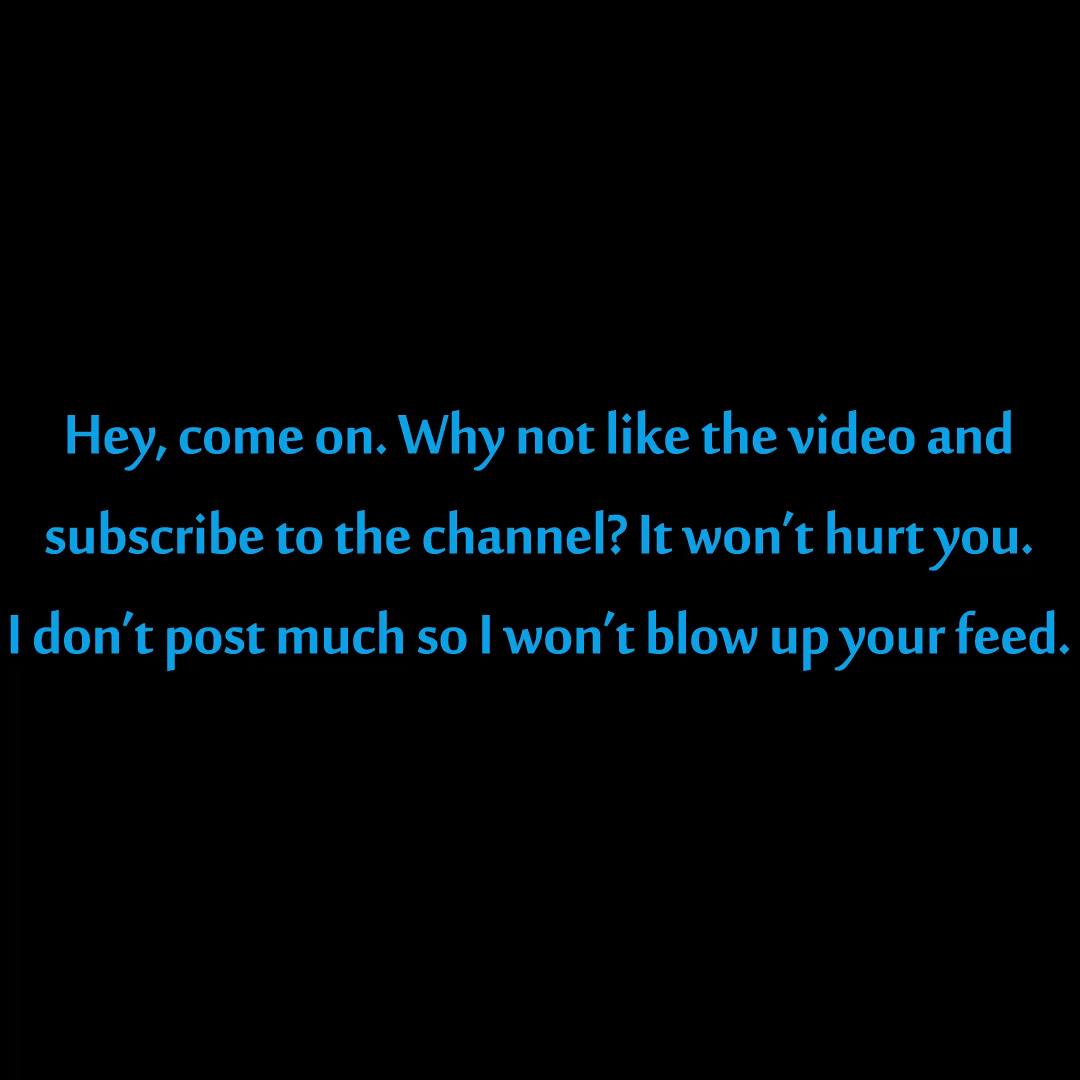 Hey, come on. Why not like the video and
subscribe to the channel? It won't hurt you.
I don't post much so I won't blow up your feed.